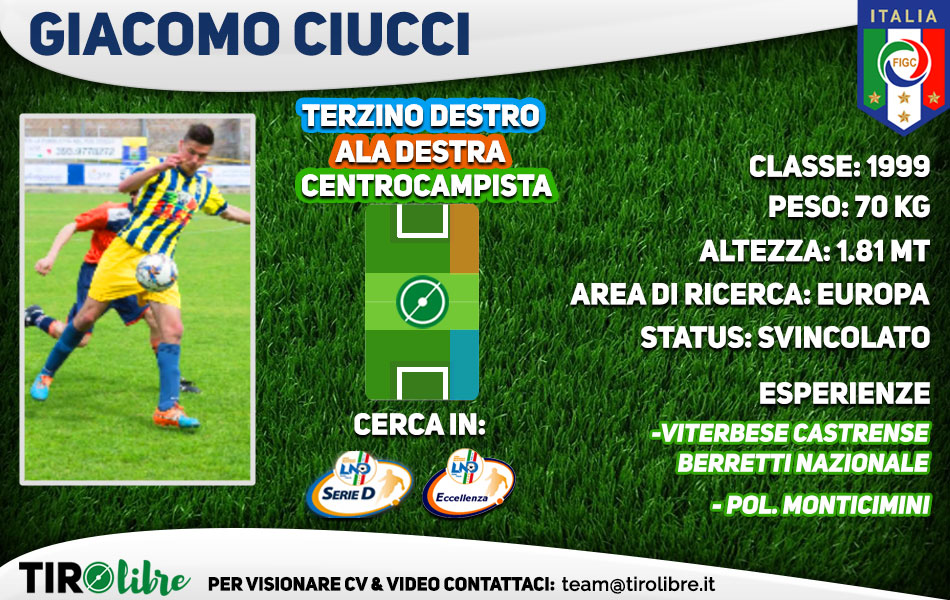 GIACOMO CIUCCI
ITALIA
FIGC
TERZINO DESTRO
ALA DESTRA
CENTROCAMPISTA
CLASSE: 1999
PESO: 70 KG
ALTEZZA: 1.81 MT
AREA DI RICERCA: EUROPA
STATUS: SVINCOLATO
ESPERIENZE
-VITERBESE CASTRENSE
BERRETTI NAZIONALE
- POL. MONTICIMINI
CERCA IN:
LND
SERIE D
LND
Eccellenza
TIROlibre
PER VISIONARE CV & VIDEO CONTATTACI: team@tirolibre.it